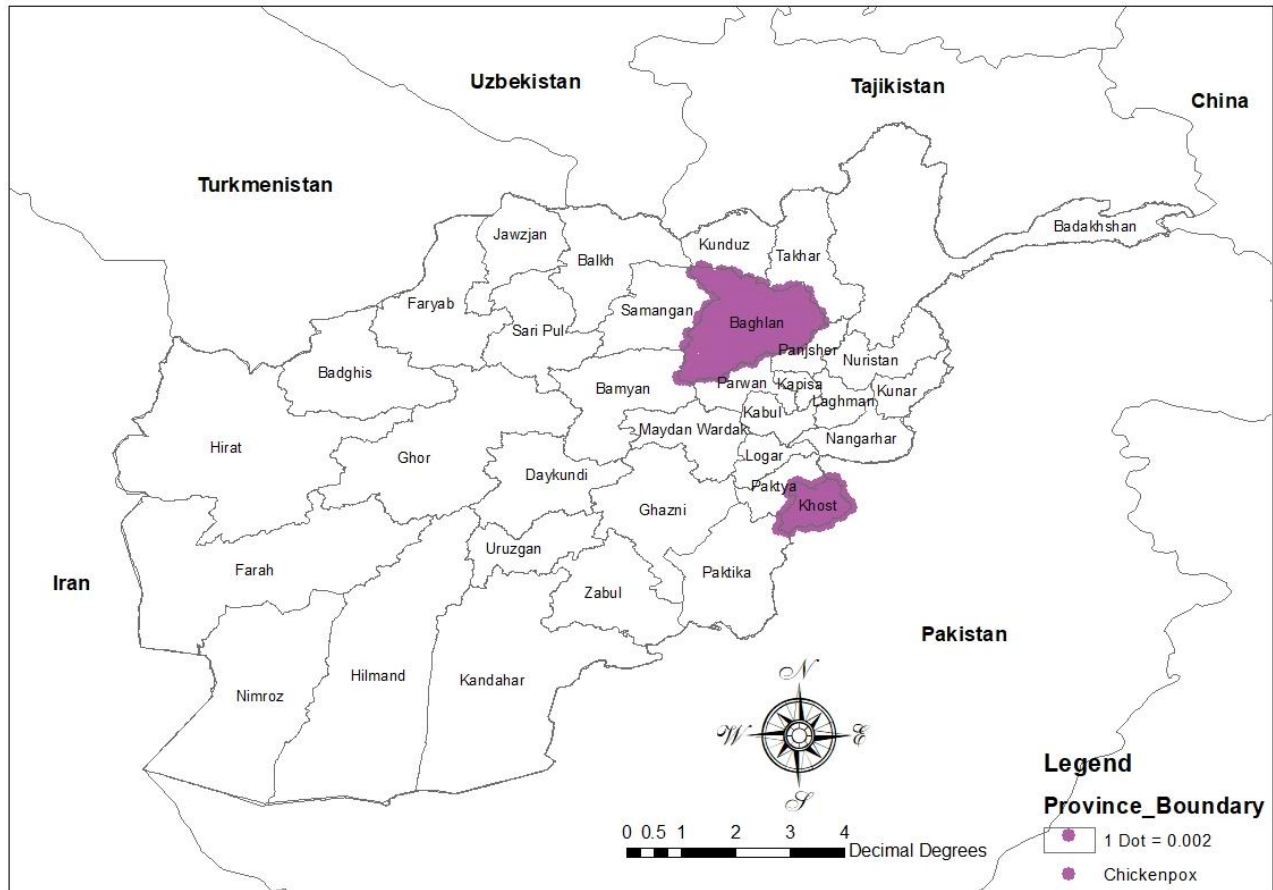 Uzbekistan
Tajikistan
China
Turkmenistan
Badakhshan
Jawzjan
Kunduz
Takhar
Balkh
Faryab
Samangan
Baghlan
Sari Pul
Panjsher
Nuristan
Badghis
Bamyan
Parwan
Kapisa
Kunar
Laghman
Kabul
Maydan Wardak
Nangarhar
Hirat
Ghor
Logar
Daykundi
Paktya
Khost
Ghazni
Uruzgan
Farah
Paktika
Iran
Zabul
Pakistan
Hilmand
Kandahar
Nimroz
N
W
E
S
Legend
Province_Boundary
1 Dot = 0.002
Chickenpox
0 0.5 1 2 3 4
Decimal Degrees